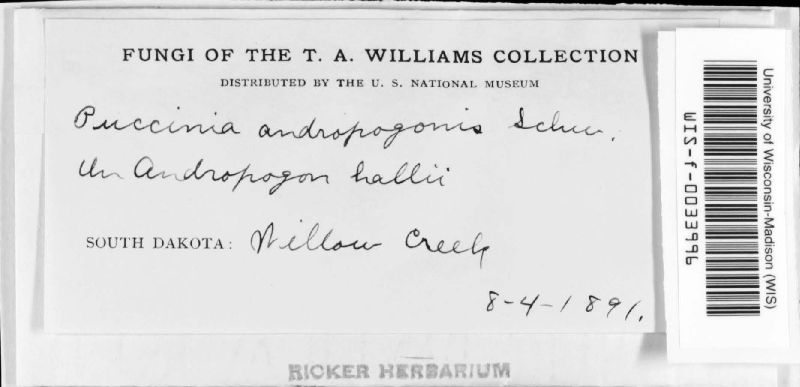 FUNGI OF THE T. A. WILLIAMS COLLECTION
DISTRIBUTED BY THE U. S. NATIONAL MUSEUM
Puccinia andropogonis Schw.
On Andropogon hallii
SOUTH DAKOTA: Willow Creek
8-4-1891.
RICKER HERBARIUM
University of Wisconsin-Madison (WIS)
WIS-f-0033996